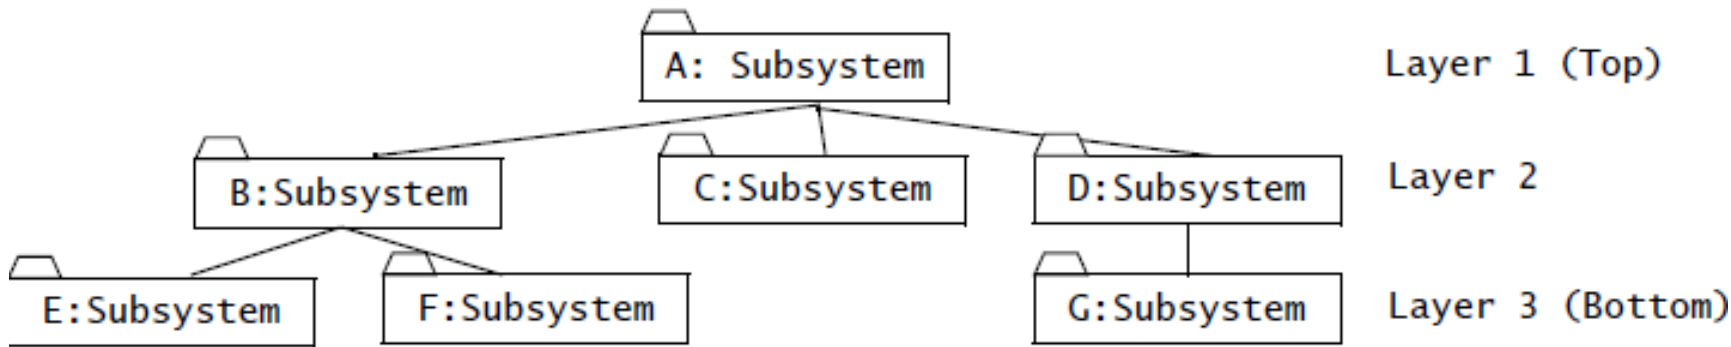 A: Subsystem
Layer 1 (Top)
B:Subsystem
C:Subsystem
D:Subsystem
Layer 2
E:Subsystem
F:Subsystem
G:Subsystem
Layer 3 (Bottom)